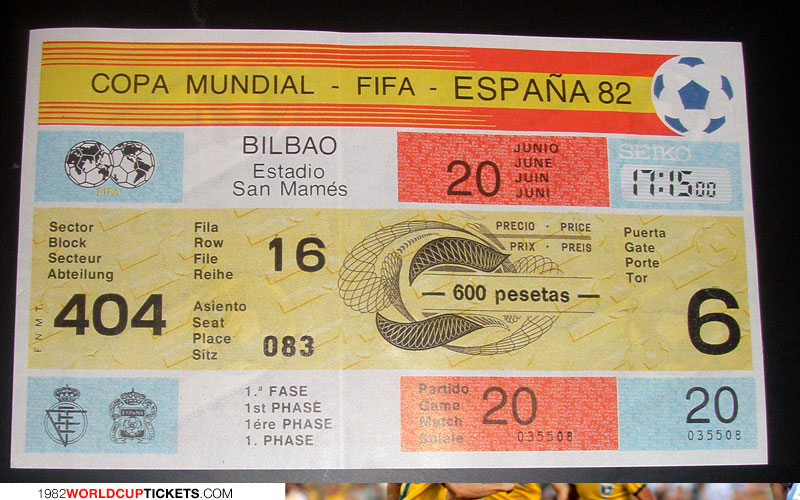 COPA MUNDIAL - FIFA - ESPAÑA 82
FIFA
BILBAO
Estadio
San Mamés
20
JUNIO
JUNE
JUIN
JUNI
SEIKO
17:15 00
Sector
Block
Secteur
Abteilung
404
F N M T
Fila
Row
File
Reihe
16
Asiento
Seat
Place
Sitz
083
PRECIO - PRICE
PRIX - PREIS
— 600 pesetas —
Puerta
Gate
Porte
Tor
6
ESPAÑA
1.ª FASE
1st PHASE
1ére PHASE
1. PHASE
Partido
Game
Match
Spiele
20
035508
20
035508
1982WORLDCUPTICKETS.COM